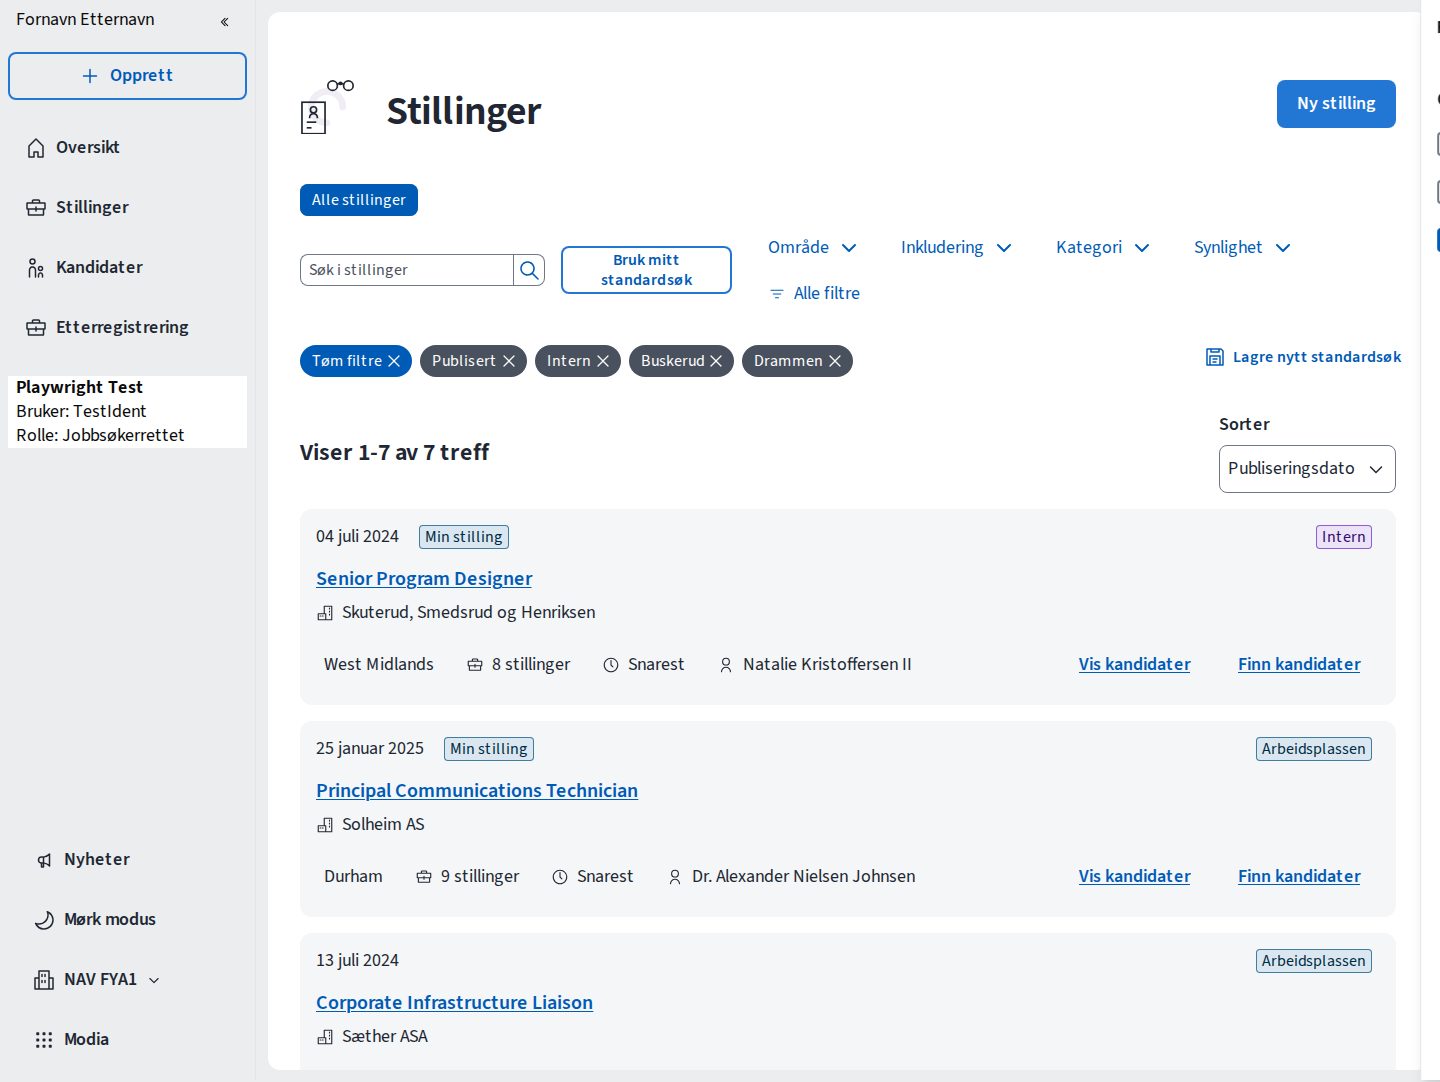 Fornavn Etternavn
Opprett
Oversikt
Stillinger
Kandidater
Etterregistrering
Playwright Test
Bruker: TestIdent
Rolle: Jobbsøkerrettet
Nyheter
Mørk modus
NAV FYA1
Modia
Stillinger
Ny stilling
Alle stillinger
Søk i stillinger
Bruk mitt
standardsøk
Område
Inkludering
Kategori
Synlighet
Alle filtre
Tøm filtre
Publisert
Intern
Buskerud
Drammen
Lagre nytt standardsøk
Viser 1-7 av 7 treff
Sorter
Publiseringsdato
04 juli 2024
Min stilling
Intern
Senior Program Designer
Skuterud, Smedsrud og Henriksen
West Midlands
8 stillinger
Snarest
Natalie Kristoffersen II
Vis kandidater
Finn kandidater
25 januar 2025
Min stilling
Arbeidsplassen
Principal Communications Technician
Solheim AS
Durham
9 stillinger
Snarest
Dr. Alexander Nielsen Johnsen
Vis kandidater
Finn kandidater
13 juli 2024
Arbeidsplassen
Corporate Infrastructure Liaison
Sæther ASA